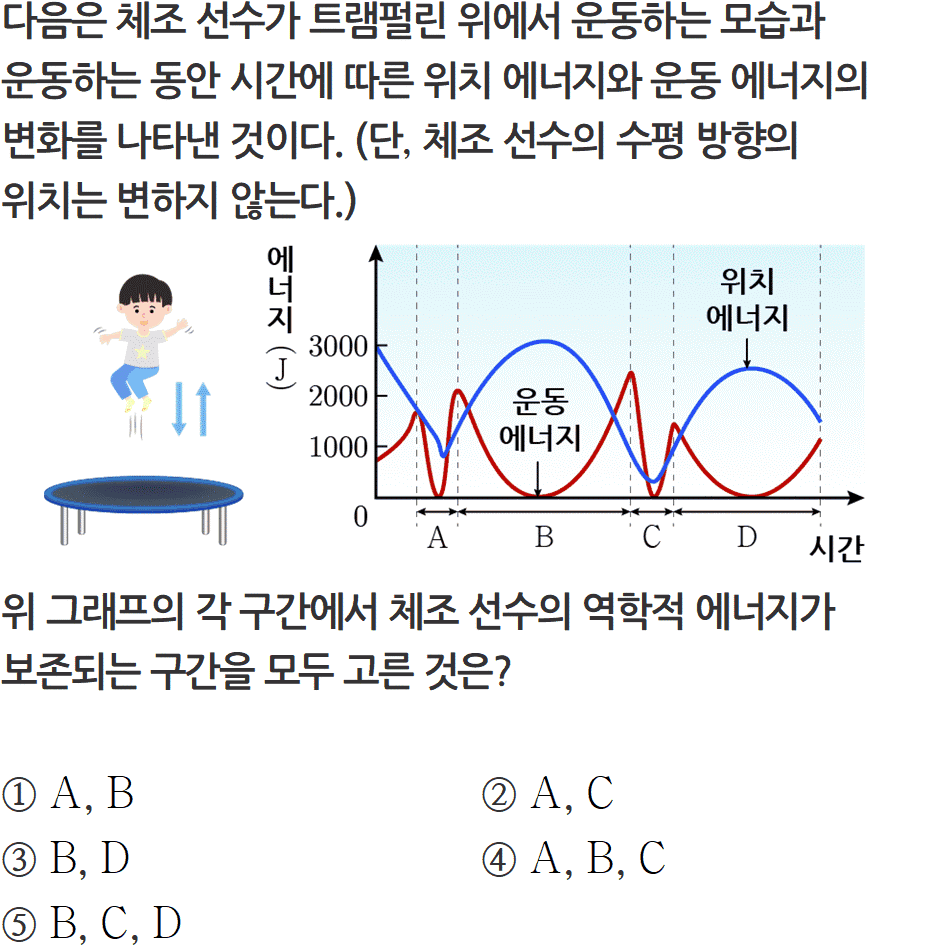 다음은 체조 선수가 트램펄린 위에서 운동하는 모습과
운동하는 동안 시간에 따른 위치 에너지와 운동 에너지의
변화를 나타낸 것이다. (단, 체조 선수의 수평 방향의
위치는 변하지 않는다.)
에너지(J)
3000
2000
1000
0
위치
에너지
운동
에너지
A B C D
시간
위 그래프의 각 구간에서 체조 선수의 역학적 에너지가
보존되는 구간을 모두 고른 것은?
① A, B ② A, C
③ B, D ④ A, B, C
⑤ B, C, D